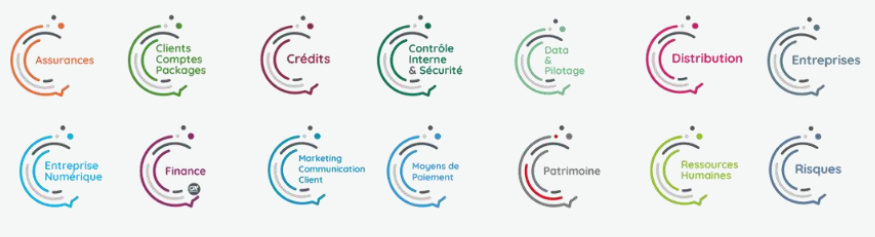 Assurances
Clients
Comptes
Packages
Crédits
Contrôle
Interne
& Sécurité
Data
&
Pilotage
Distribution
Entreprises
Entreprise
Numérique
Finance
Marketing
Communication
Client
Moyens de
Paiement
Patrimoine
Ressources
Humaines
Risques